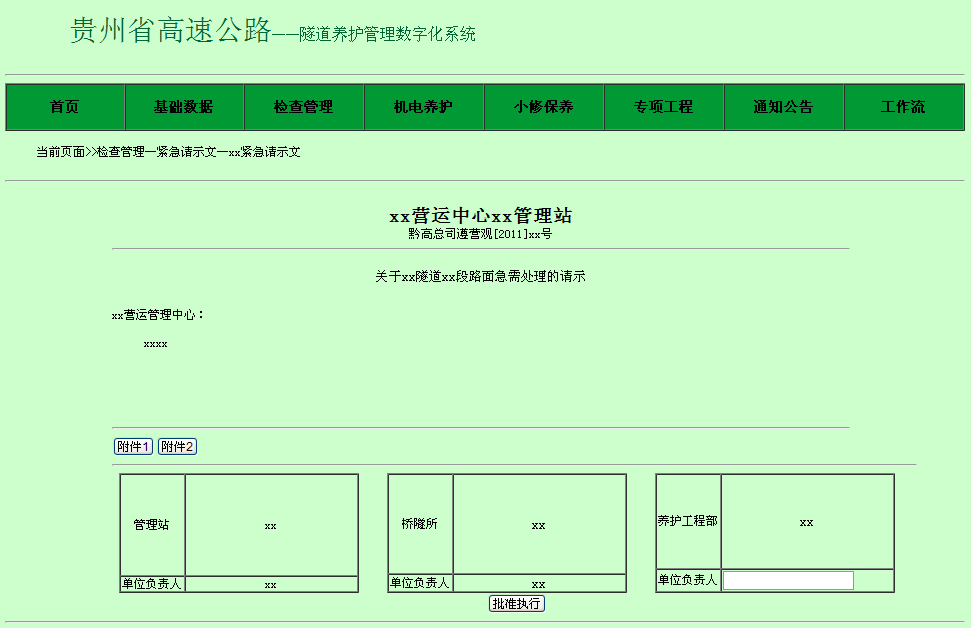 贵州省高速公路——隧道养护管理数字化系统
首页 基础数据 检查管理 机电养护 小修保养 专项工程 通知公告 工作流
当前页面>>检查管理—紧急请示文—xx紧急请示文
xx营运中心xx管理站
黔高总司遵营观[2011]xx号
关于xx隧道xx段路面急需处理的请示
xx营运管理中心：
xxxx
附件1 附件2
管理站 xx 桥隧所 xx 养护工程部 xx
单位负责人 xx 单位负责人 xx 单位负责人
批准执行